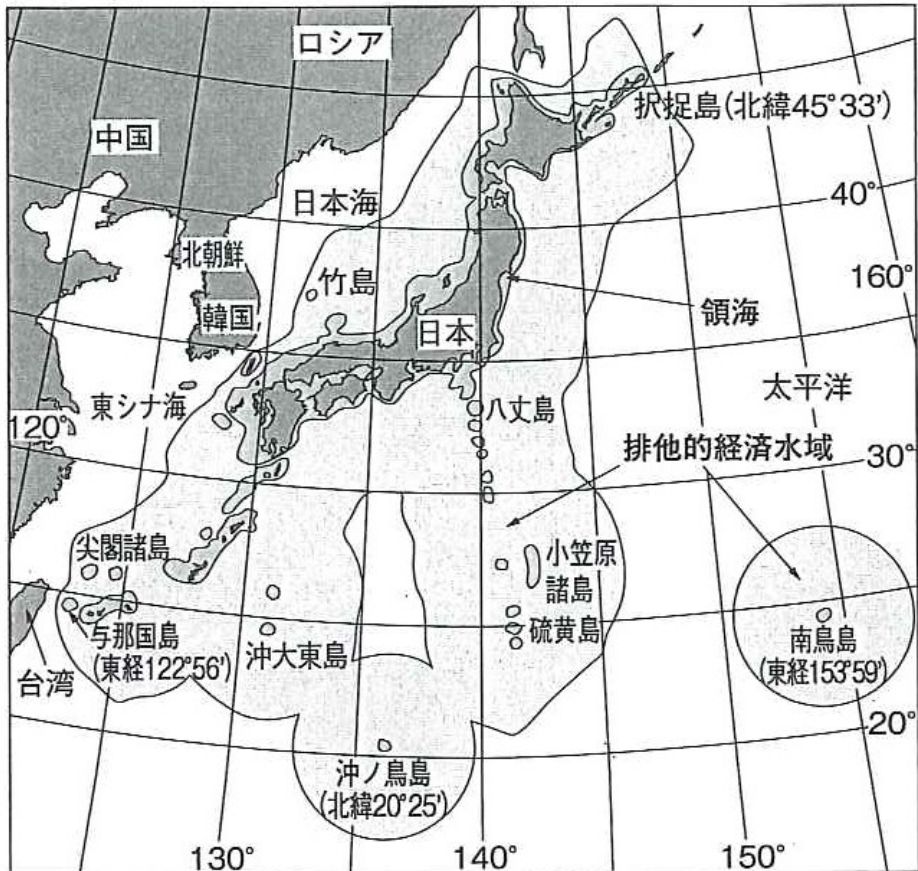 ロシア
択捉島(北緯45°33′)
中国
40°
日本海
北朝鮮
160°
竹島
韓国
日本
領海
太平洋
東シナ海
八丈島
120°
排他的経済水域
30°
尖閣諸島
小笠原
諸島
与那国島
(東経122°56′)
沖大東島
硫黄島
南鳥島
(東経153°59′)
台湾
20°
沖ノ鳥島
(北緯20°25′)
130°
140°
150°